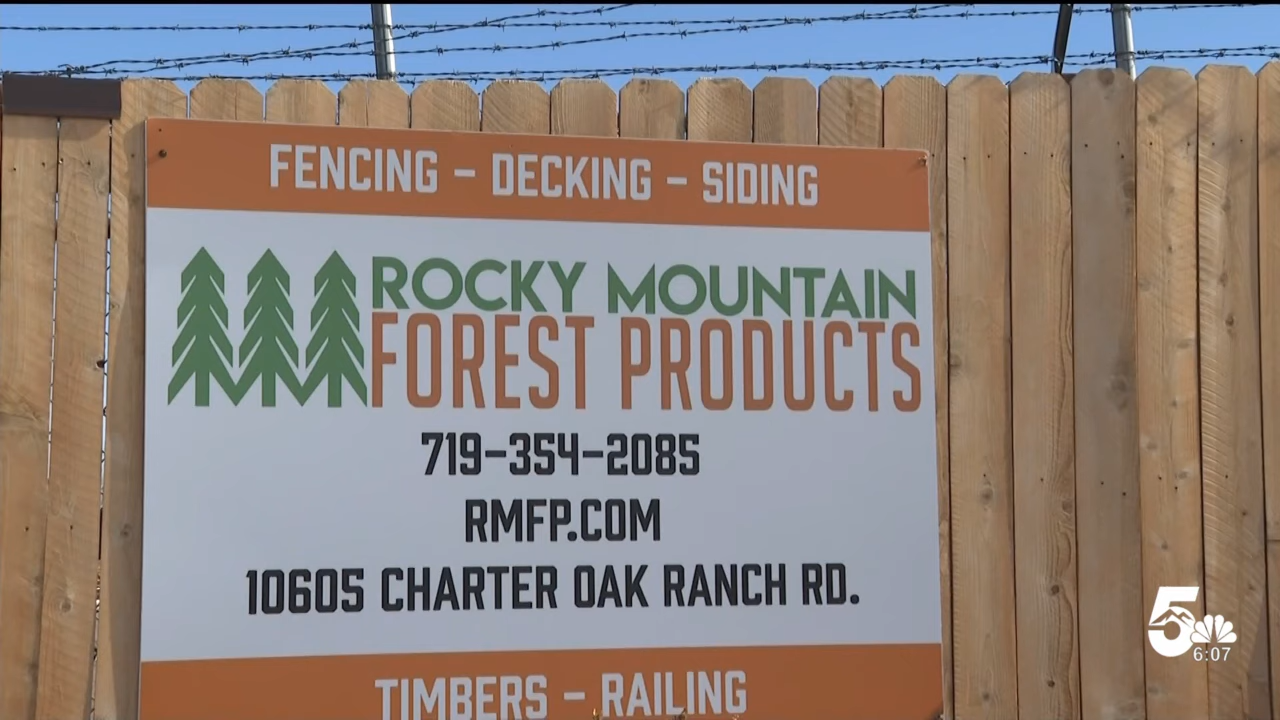 FENCING - DECKING - SIDING
ROCKY MOUNTAIN
FOREST PRODUCTS
719-354-2085
RMFP.COM
10605 CHARTER OAK RANCH RD.
TIMBERS - RAILING
5
6:07